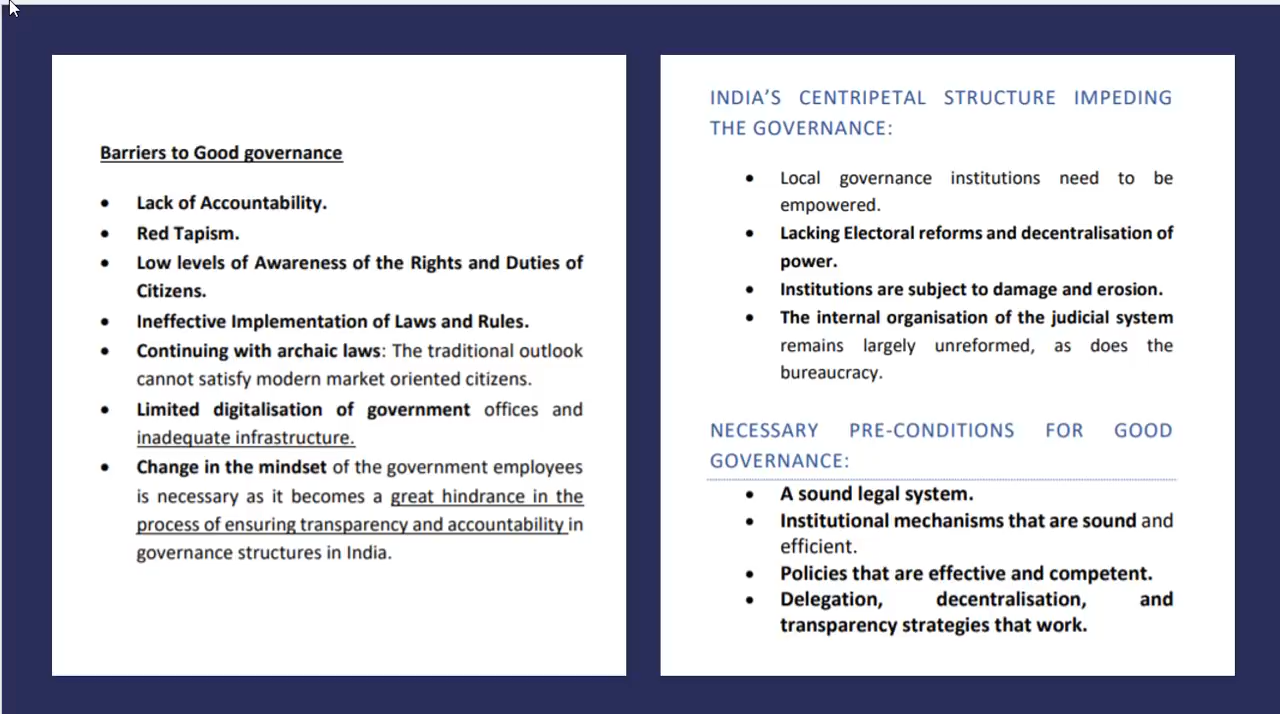 Barriers to Good governance
• Lack of Accountability.
• Red Tapism.
• Low levels of Awareness of the Rights and Duties of
Citizens.
• Ineffective Implementation of Laws and Rules.
• Continuing with archaic laws: The traditional outlook
cannot satisfy modern market oriented citizens.
• Limited digitalisation of government offices and
inadequate infrastructure.
• Change in the mindset of the government employees
is necessary as it becomes a great hindrance in the
process of ensuring transparency and accountability in
governance structures in India.
INDIA’S CENTRIPETAL STRUCTURE IMPEDING
THE GOVERNANCE:
• Local governance institutions need to be
empowered.
• Lacking Electoral reforms and decentralisation of
power.
• Institutions are subject to damage and erosion.
• The internal organisation of the judicial system
remains largely unreformed, as does the
bureaucracy.
NECESSARY PRE-CONDITIONS FOR GOOD
GOVERNANCE:
• A sound legal system.
• Institutional mechanisms that are sound and
efficient.
• Policies that are effective and competent.
• Delegation, decentralisation, and
transparency strategies that work.